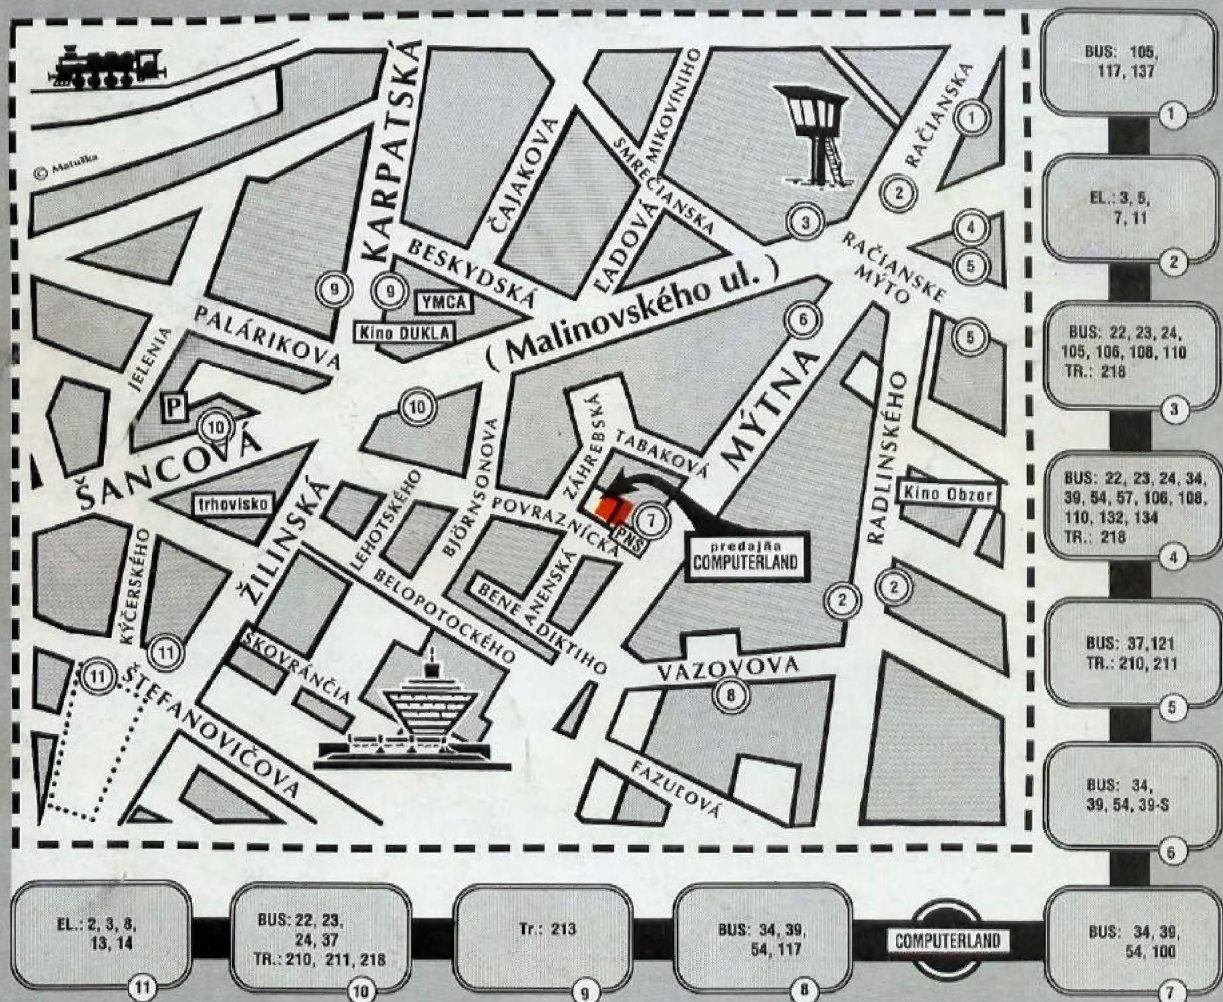 © Matuška
KARPATSKÁ
ČAJAKOVA
SMREČIANSKA
MIKOVINIHO
ĽADOVÁ
BESKYDSKÁ
RAČIANSKA
1
2
3
4
5
RAČIANSKE
MÝTO
( Malinovského ul. )
9
9
YMCA
Kino DUKLA
6
5
PALÁRIKOVA
JELENIA
P
10
10
ŠANCOVÁ
trhovisko
ŽILINSKÁ
LEHOTSKÉHO
BJÖRNSONOVA
ZÁHREBSKÁ
TABAKOVÁ
MÝTNA
RADLINSKÉHO
Kino Obzor
POVRAZNÍCKA
7
PNS
predajňa
COMPUTERLAND
KÝČERSKÉHO
BELOPOTOCKÉHO
BENE DIKTIHO
ANENSKÁ
2
2
11
11
ŠKOVRÁNČIA
ŠTEFANOVIČOVA
VAZOVOVA
8
FAZUĽOVÁ
BUS: 105,
117, 137
1
EL.: 3, 5,
7, 11
2
BUS: 22, 23, 24,
105, 106, 108, 110
TR.: 218
3
BUS: 22, 23, 24, 34,
39, 54, 57, 106, 108,
110, 132, 134
TR.: 218
4
BUS: 37,121
TR.: 210, 211
5
BUS: 34,
39, 54, 39-S
6
EL.: 2, 3, 8,
13, 14
11
BUS: 22, 23,
24, 37
TR.: 210, 211, 218
10
Tr.: 213
9
BUS: 34, 39,
54, 117
8
COMPUTERLAND
BUS: 34, 39,
54, 100
7